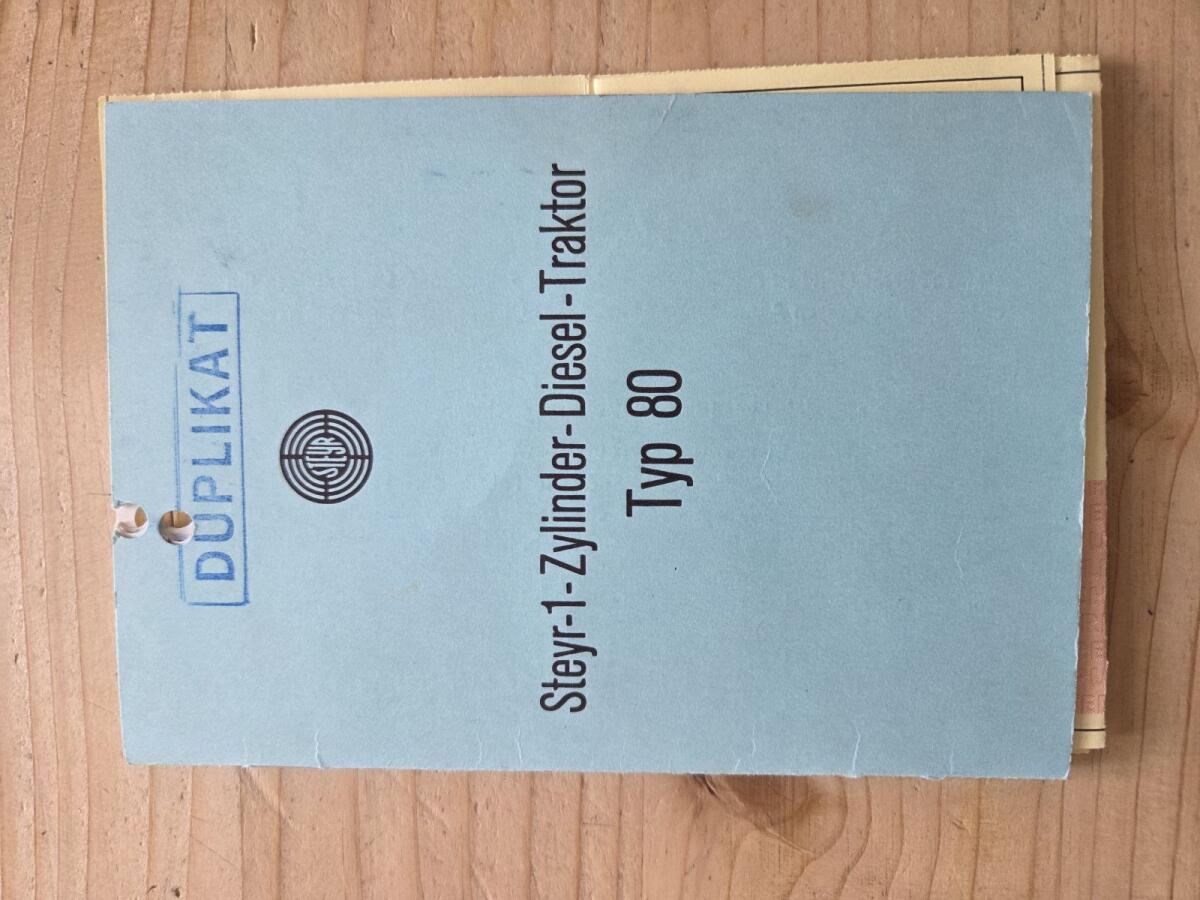 DUPLIKAT
STEYR
Steyr-1-Zylinder-Diesel-Traktor
Typ 80